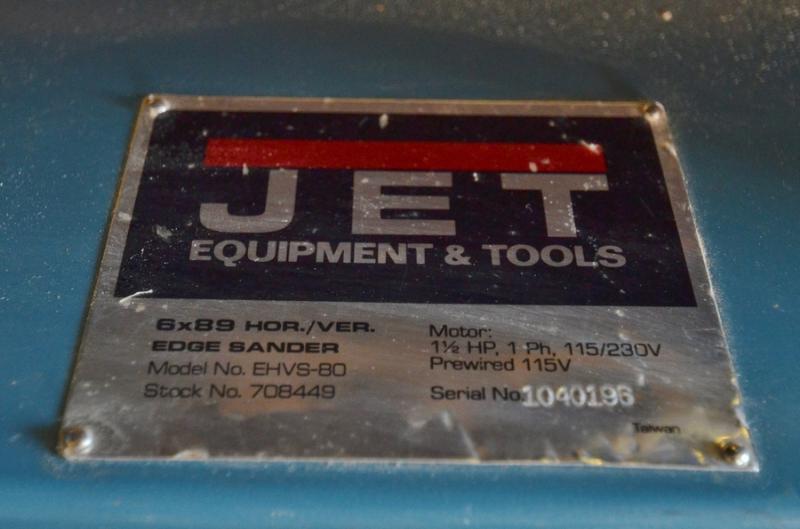 JET
EQUIPMENT & TOOLS
6x89 HOR./VER.
EDGE SANDER
Model No. EHVS-80
Stock No. 708449
Motor:
1½ HP, 1 Ph, 115/230V
Prewired 115V
Serial No. 1040196
Taiwan